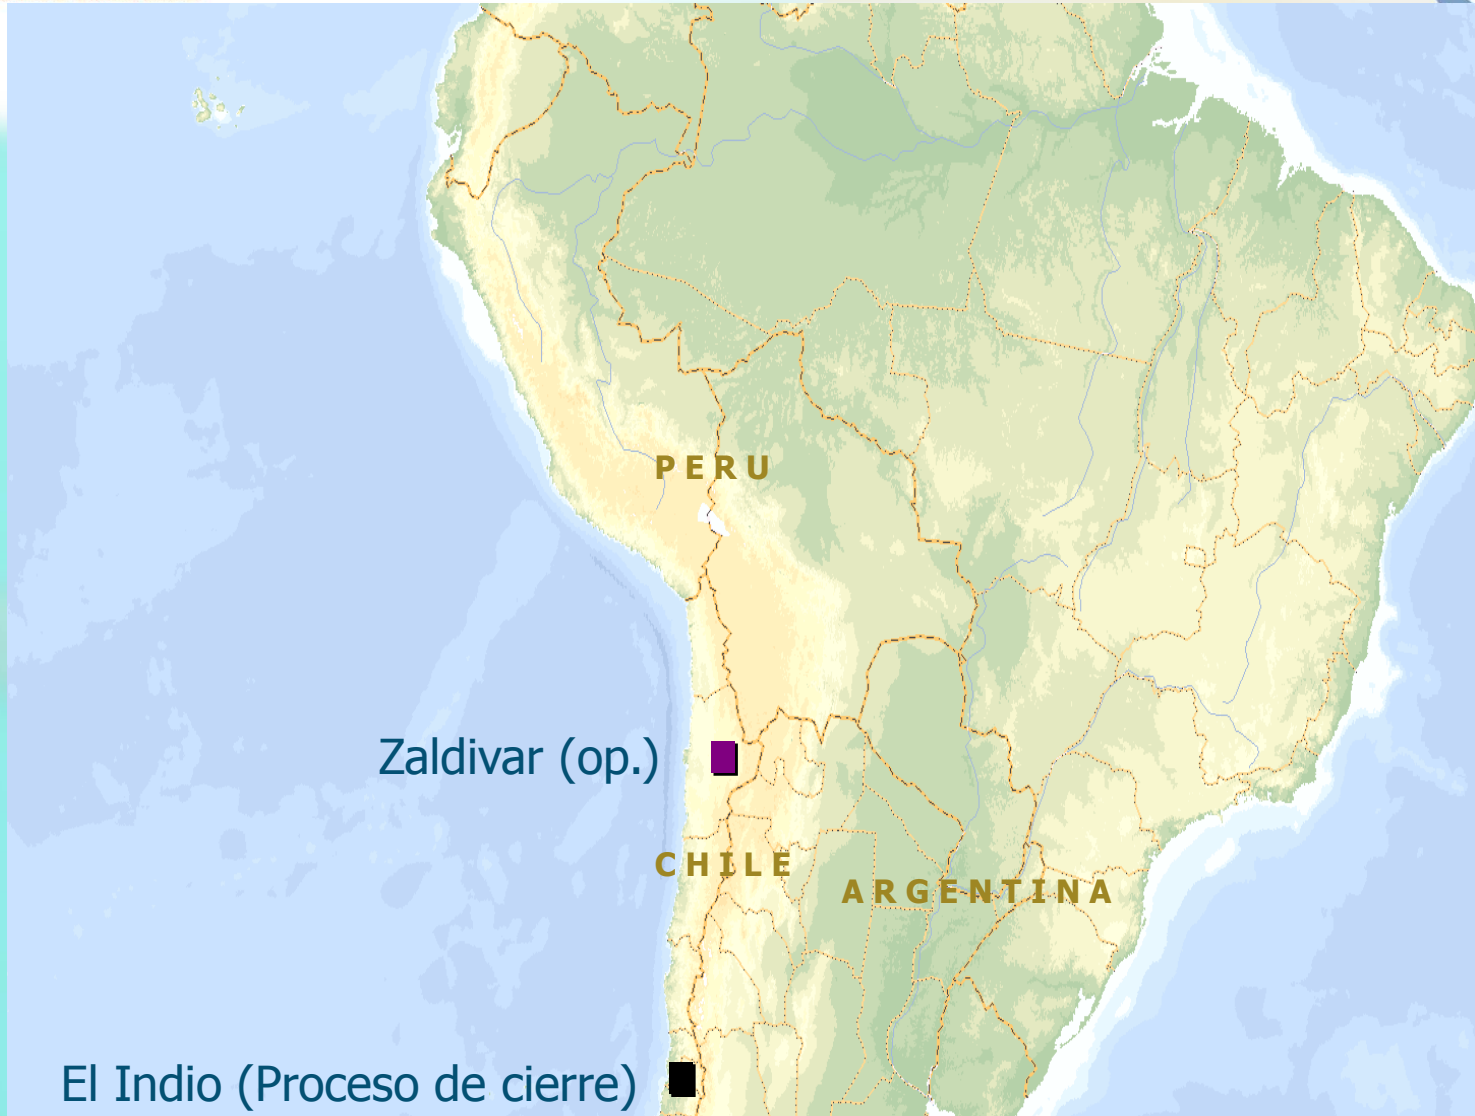 PERU
Zaldivar (op.)
CHILE
ARGENTINA
El Indio (Proceso de cierre)